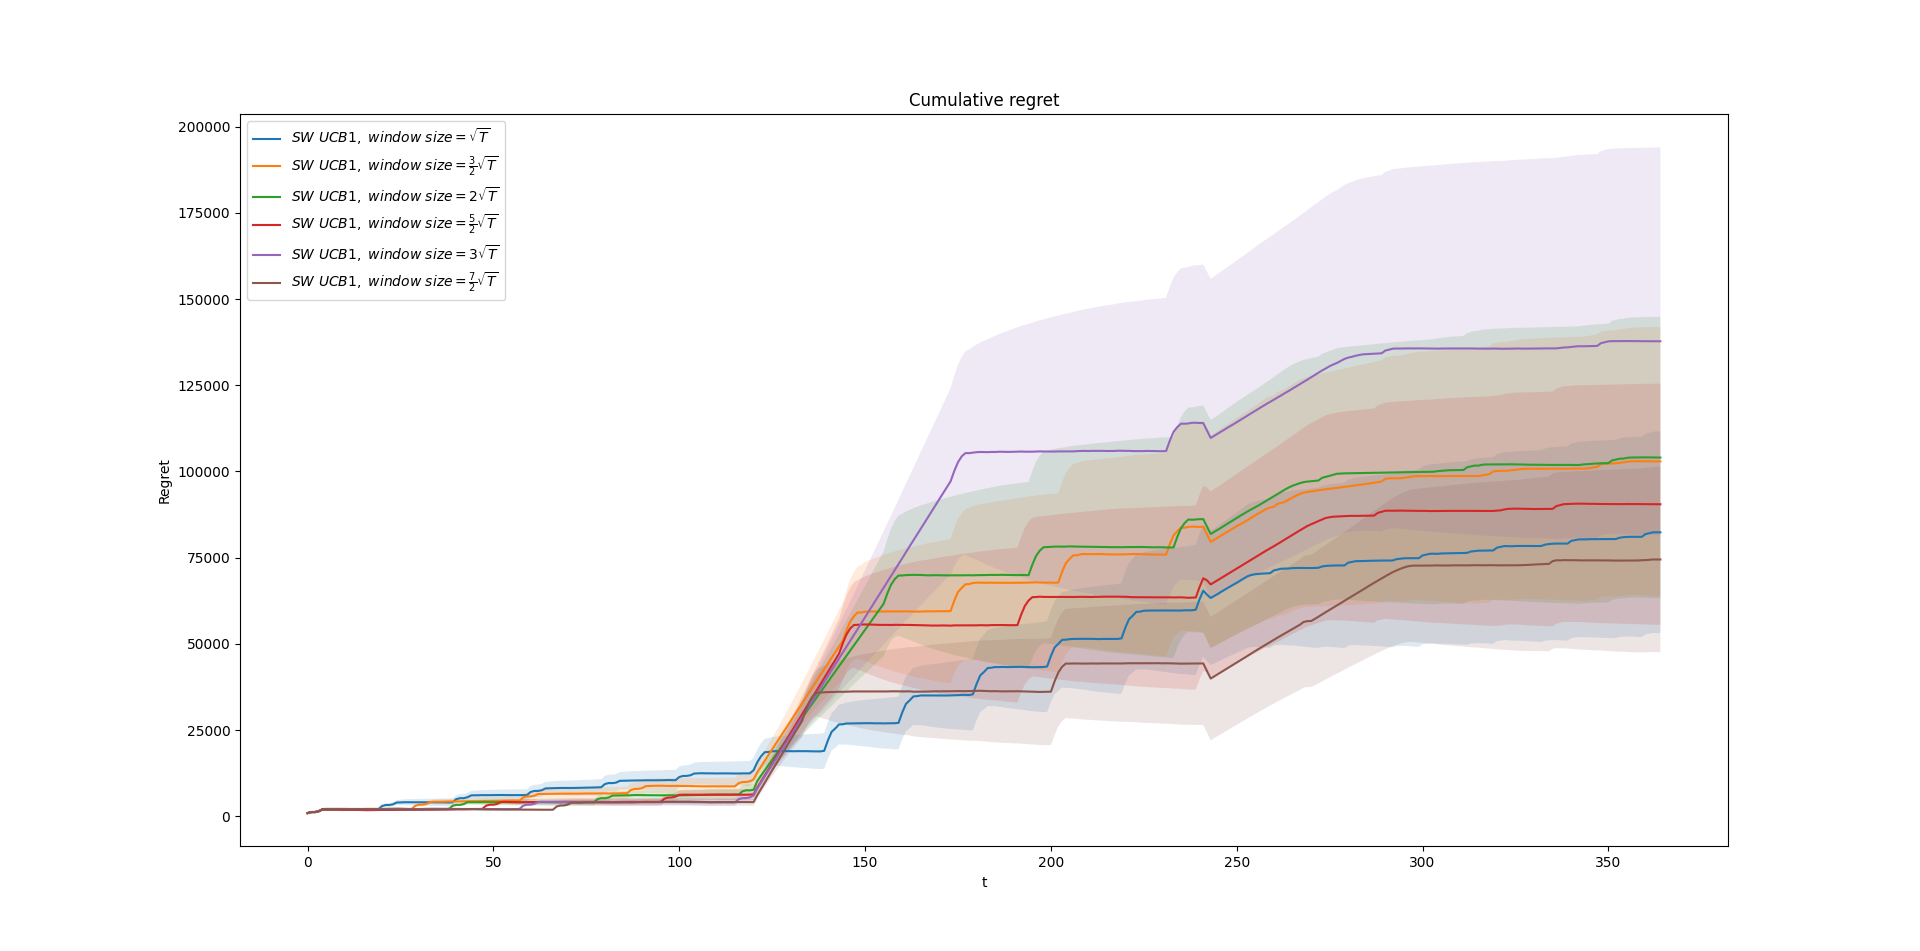 Cumulative regret
SW UCB1, window size = √T
SW UCB1, window size = 3/2 √T
SW UCB1, window size = 2√T
SW UCB1, window size = 5/2 √T
SW UCB1, window size = 3√T
SW UCB1, window size = 7/2 √T
200000
175000
150000
125000
100000
75000
50000
25000
0
Regret
0 50 100 150 200 250 300 350
t